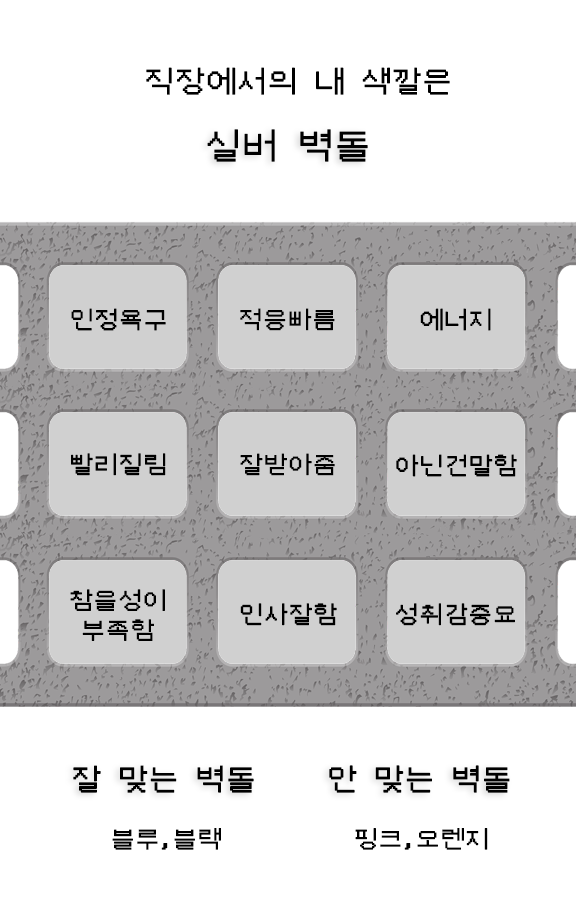 직장에서의 내 색깔은
실버 벽돌
인정욕구 적응빠름 에너지
빨리질림 잘받아줌 아닌건말함
참을성이
부족함
인사잘함 성취감중요
잘 맞는 벽돌 안 맞는 벽돌
블루,블랙 핑크,오렌지